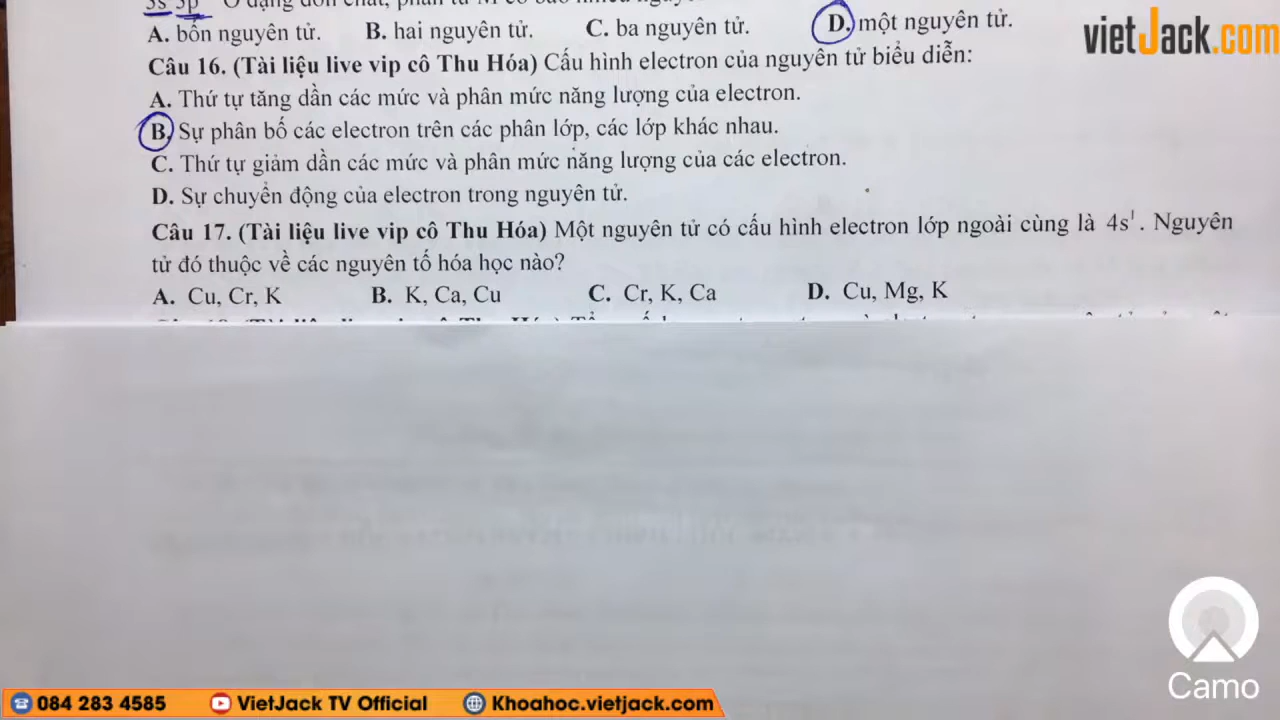 3s 3p
A. bốn nguyên tử. B. hai nguyên tử. C. ba nguyên tử. D. một nguyên tử.
vietJack.com
Câu 16. (Tài liệu live vip cô Thu Hóa) Cấu hình electron của nguyên tử biểu diễn:
A. Thứ tự tăng dần các mức và phân mức năng lượng của electron.
B. Sự phân bố các electron trên các phân lớp, các lớp khác nhau.
C. Thứ tự giảm dần các mức và phân mức năng lượng của các electron.
D. Sự chuyển động của electron trong nguyên tử.
Câu 17. (Tài liệu live vip cô Thu Hóa) Một nguyên tử có cấu hình electron lớp ngoài cùng là 4s¹. Nguyên
tử đó thuộc về các nguyên tố hóa học nào?
A. Cu, Cr, K B. K, Ca, Cu C. Cr, K, Ca D. Cu, Mg, K
Camo
084 283 4585 VietJack TV Official Khoahoc.vietjack.com